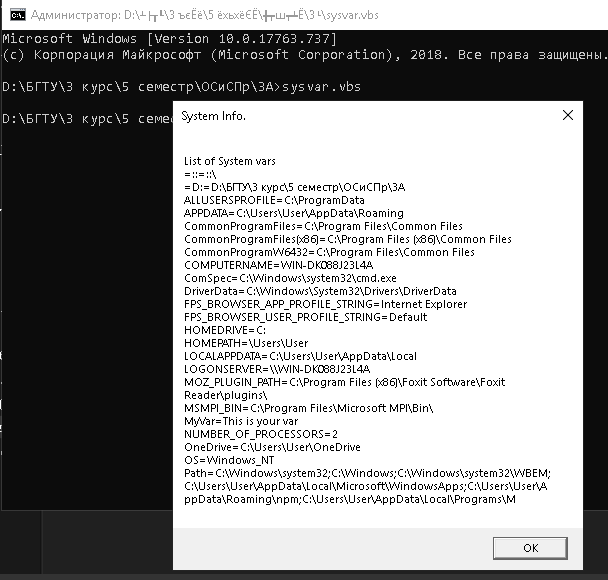 Администратор: D:\
\sysvar.vbs
Microsoft Windows [Version 10.0.17763.737]
(c) Корпорация Майкрософт (Microsoft Corporation), 2018. Все права защищены.
D:\БГТУ\3 курс\5 семестр\ОСиСПр\ЗА>sysvar.vbs
D:\БГТУ\3 курс\5
System Info.
List of System vars
=::=::\
=D:=D:\БГТУ\3 курс\5 семестр\ОСиСПр\ЗА
ALLUSERSPROFILE=C:\ProgramData
APPDATA=C:\Users\User\AppData\Roaming
CommonProgramFiles=C:\Program Files\Common Files
CommonProgramFiles(x86)=C:\Program Files (x86)\Common Files
CommonProgramW6432=C:\Program Files\Common Files
COMPUTERNAME=WIN-DK088J23L4A
ComSpec=C:\Windows\system32\cmd.exe
DriverData=C:\Windows\System32\Drivers\DriverData
FPS_BROWSER_APP_PROFILE_STRING=Internet Explorer
FPS_BROWSER_USER_PROFILE_STRING=Default
HOMEDRIVE=C:
HOMEPATH=\Users\User
LOCALAPPDATA=C:\Users\User\AppData\Local
LOGONSERVER=\\WIN-DK088J23L4A
MOZ_PLUGIN_PATH=C:\Program Files (x86)\Foxit Software\Foxit
Reader\plugins\
MSMPI_BIN=C:\Program Files\Microsoft MPI\Bin\
MyVar=This is your var
NUMBER_OF_PROCESSORS=2
OneDrive=C:\Users\User\OneDrive
OS=Windows_NT
Path=C:\Windows\system32;C:\Windows;C:\Windows\system32\WBEM;
C:\Users\User\AppData\Local\Microsoft\WindowsApps;C:\Users\User\A
ppData\Roaming\npm;C:\Users\User\AppData\Local\Programs\M
OK